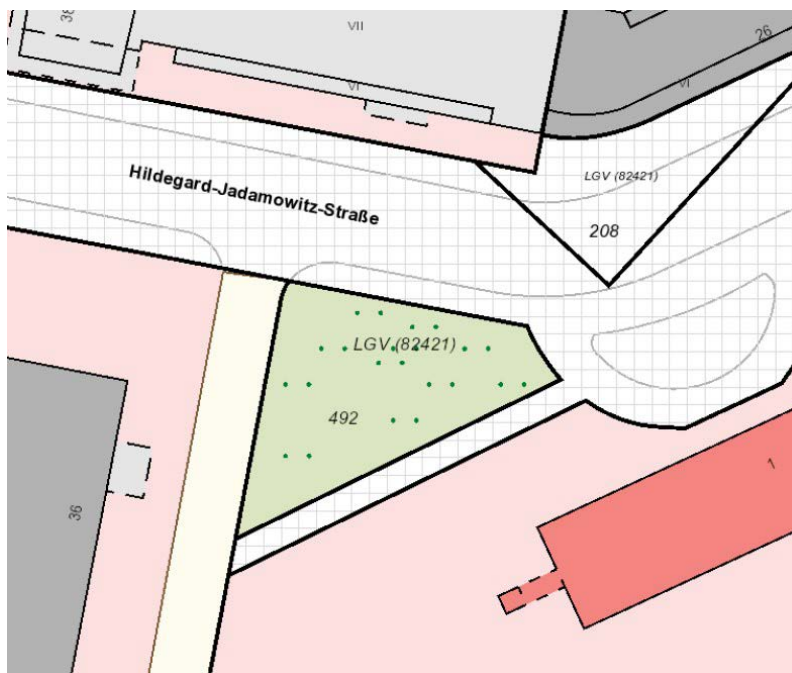 VII
26
VI
VI
Hildegard-Jadamowitz-Straße
LGV (82421)
208
LGV (82421)
492
1
36